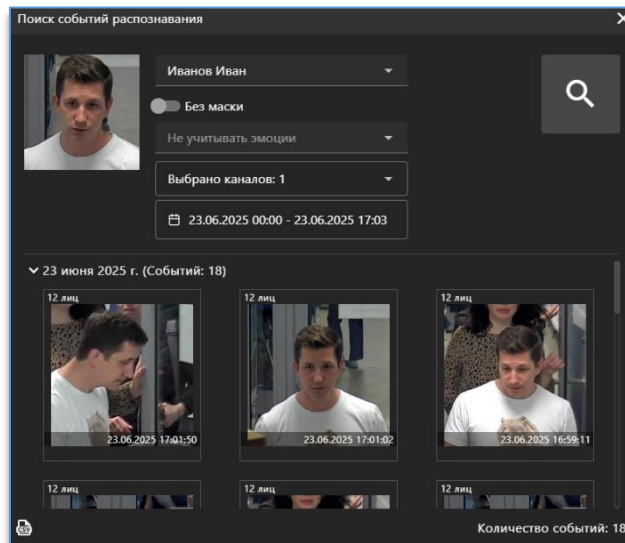 Поиск событий распознавания
Иванов Иван
Без маски
Не учитывать эмоции
Выбрано каналов: 1
23.06.2025 00:00 - 23.06.2025 17:03
23 июня 2025 г. (Событий: 18)
12 лиц 12 лиц 12 лиц
23.06.2025 17:01:50 23.06.2025 17:01:02 23.06.2025 16:59:11
12 лиц 12 лиц 12 лиц
CSV Количество событий: 18